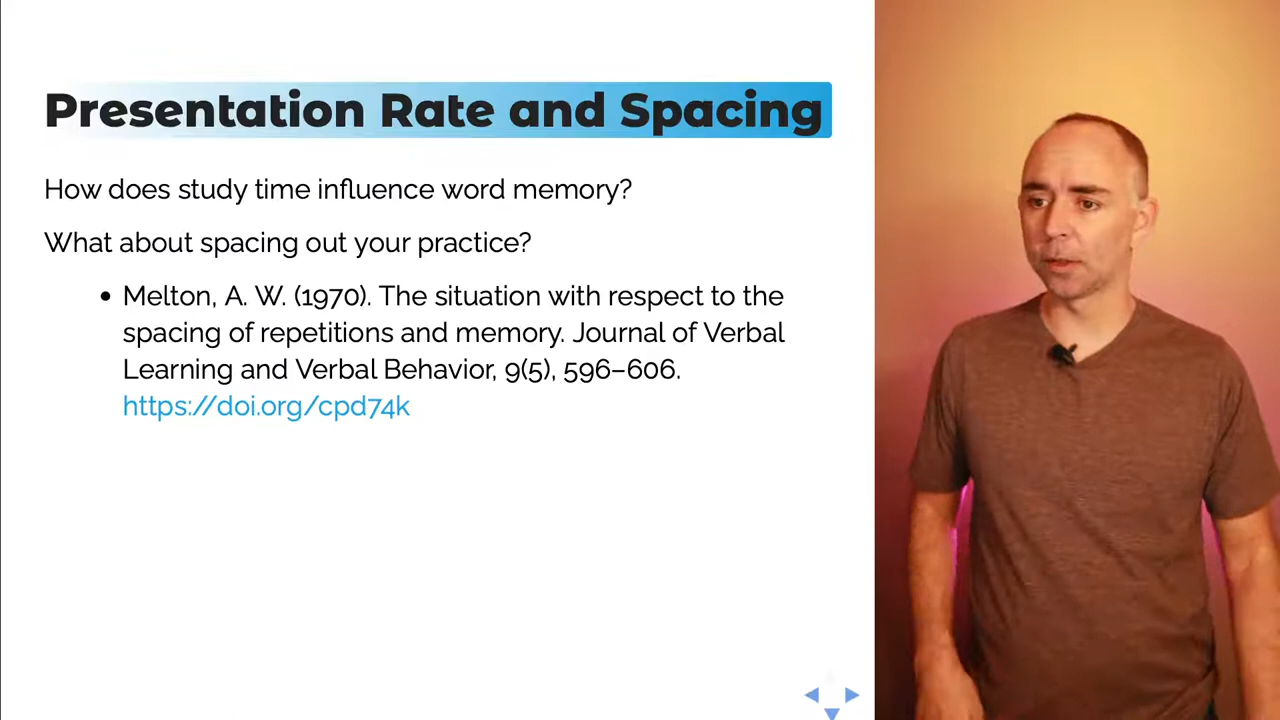 Presentation Rate and Spacing
How does study time influence word memory?
What about spacing out your practice?
Melton, A. W. (1970). The situation with respect to the
spacing of repetitions and memory. Journal of Verbal
Learning and Verbal Behavior, 9(5), 596–606.
https://doi.org/cpd74k